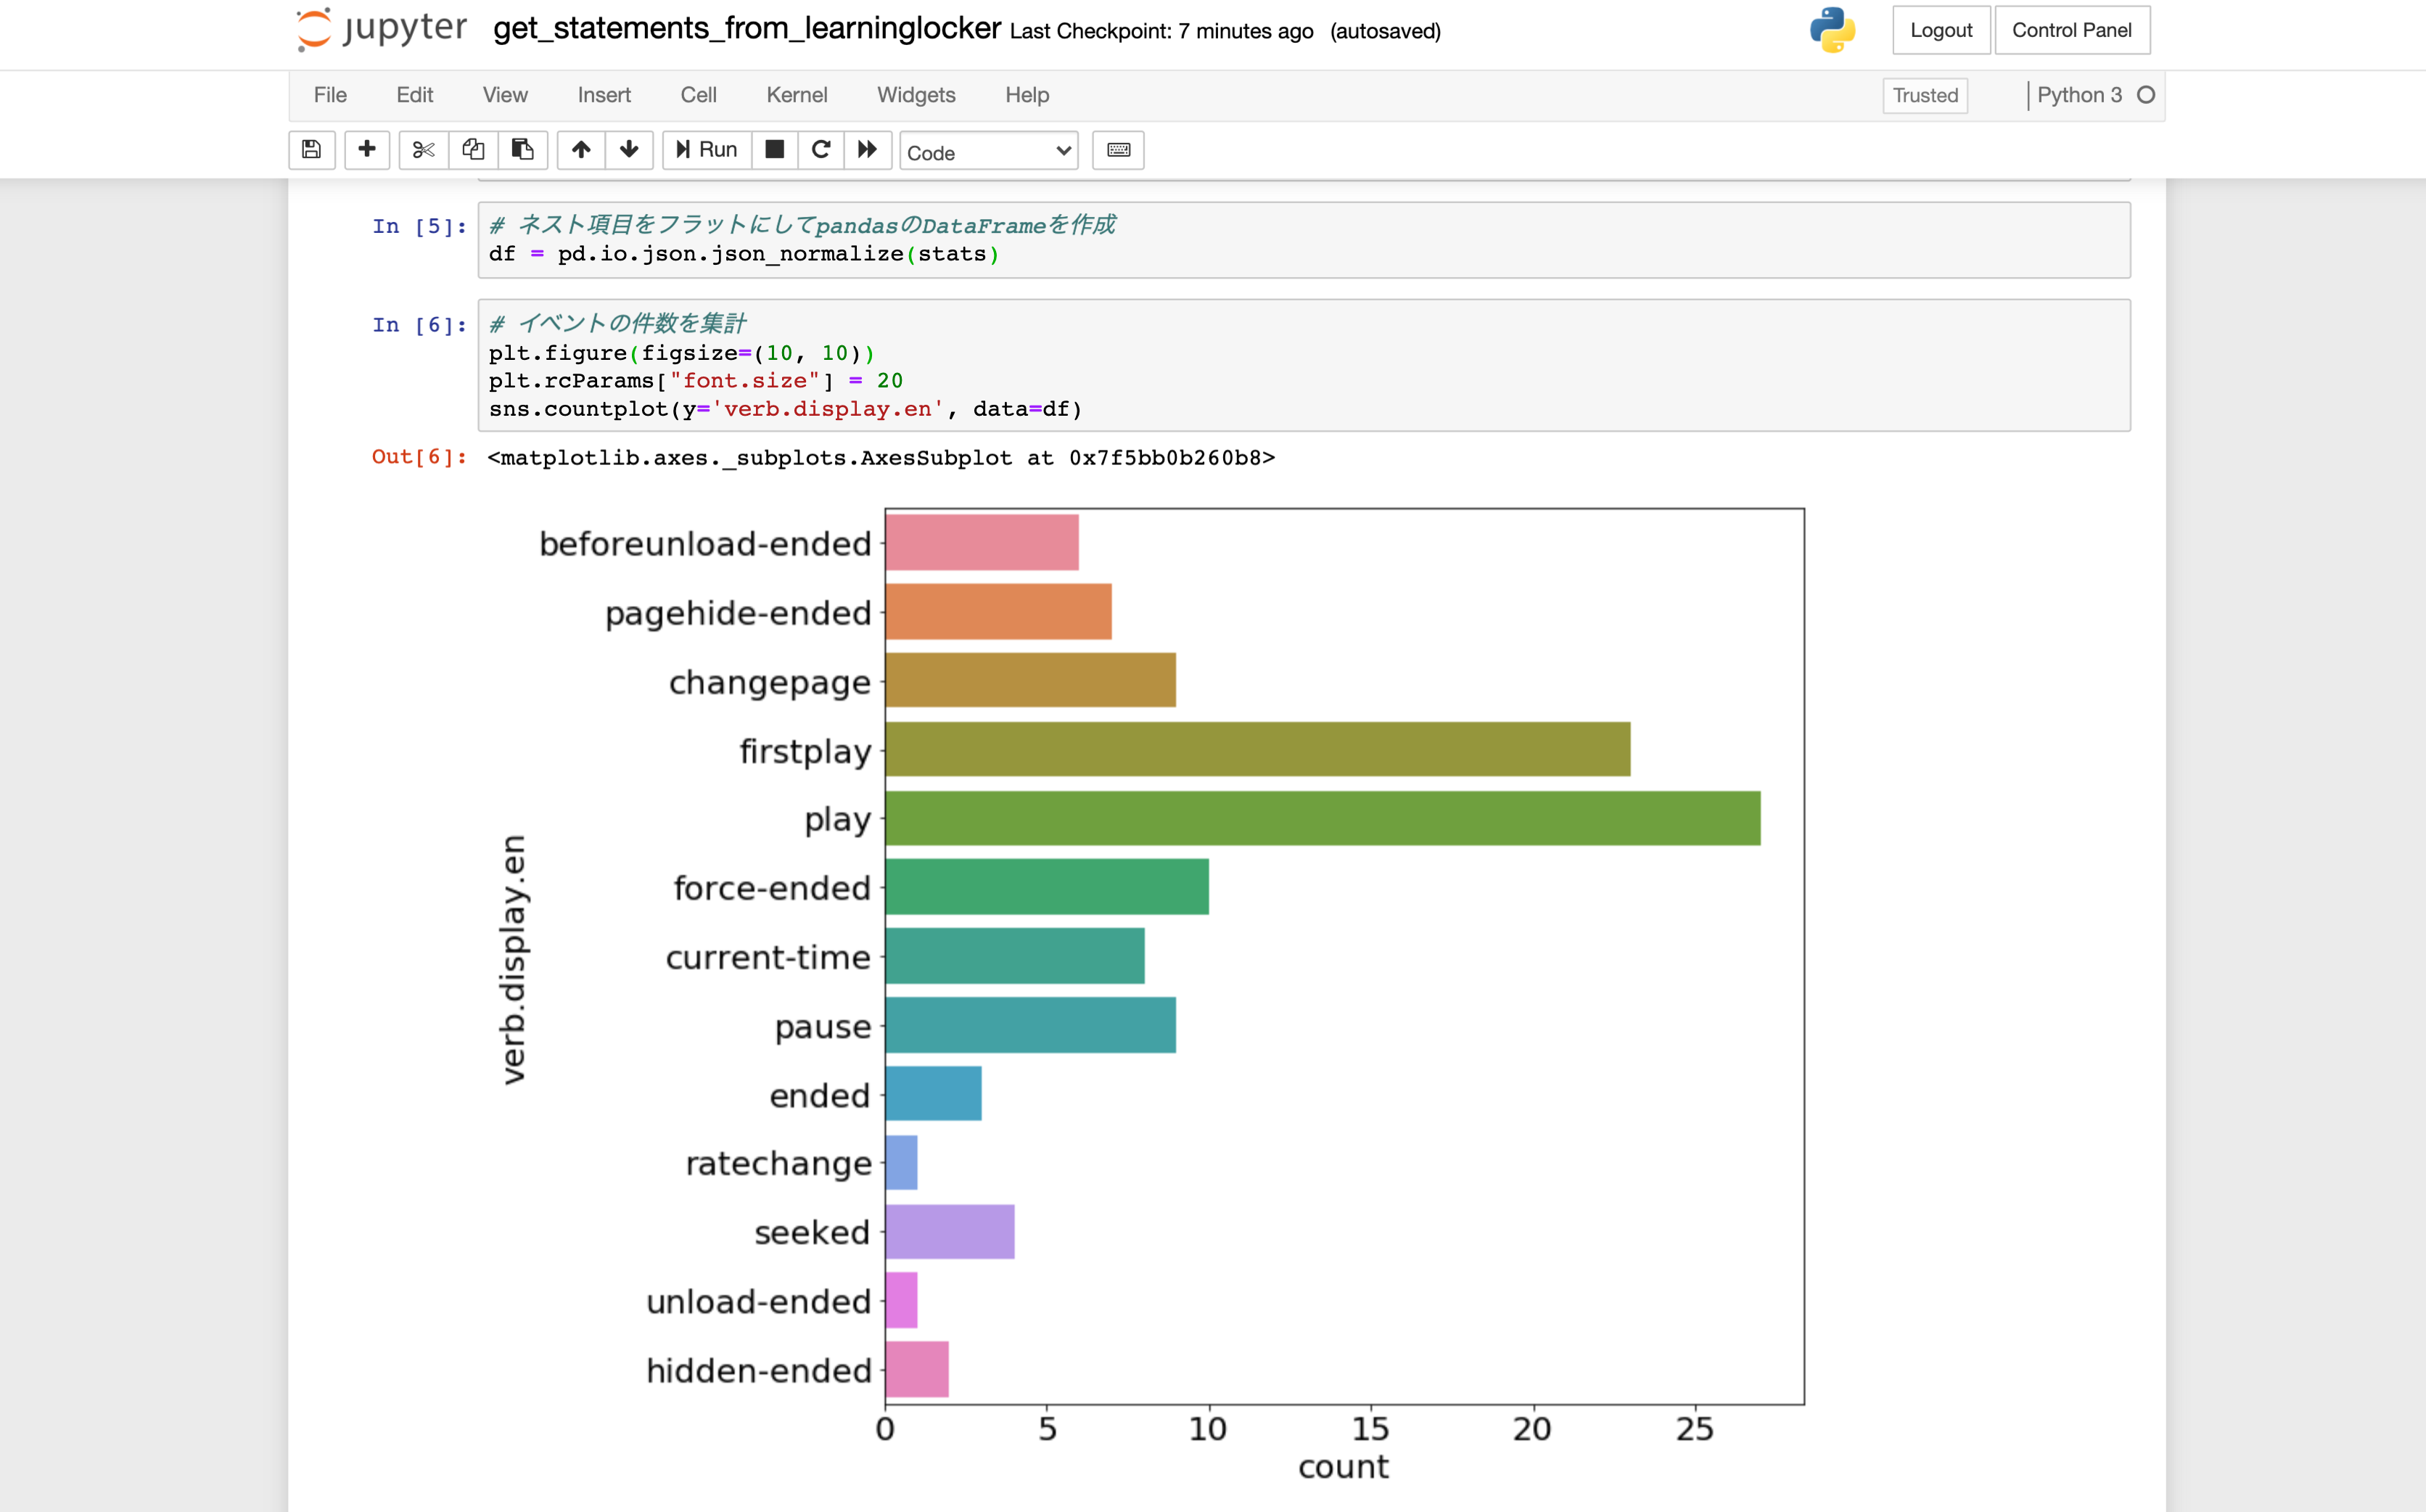 jupyter get_statements_from_learninglocker Last Checkpoint: 7 minutes ago (autosaved) Logout Control Panel
File Edit View Insert Cell Kernel Widgets Help Trusted Python 3
Run Code
In [5]: # ネスト項目をフラットにしてpandasのDataFrameを作成
df = pd.io.json.json_normalize(stats)
In [6]: # イベントの件数を集計
plt.figure(figsize=(10, 10))
plt.rcParams["font.size"] = 20
sns.countplot(y='verb.display.en', data=df)
Out[6]: <matplotlib.axes._subplots.AxesSubplot at 0x7f5bb0b260b8>
verb.display.en
beforeunload-ended
pagehide-ended
changepage
firstplay
play
force-ended
current-time
pause
ended
ratechange
seeked
unload-ended
hidden-ended
0 5 10 15 20 25
count